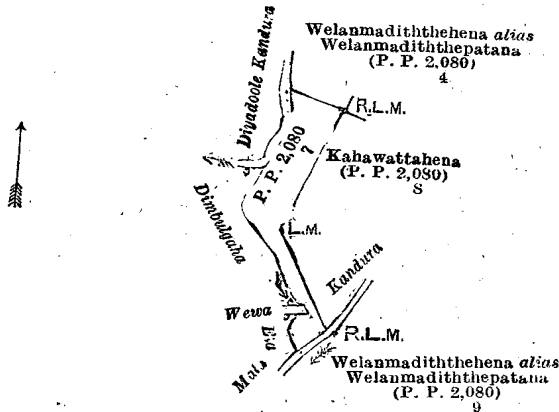 Welanmadiththehena alias
Welanmadiththepatana
(P. P. 2,080)
4
Diyadoole Kandura
R.L.M.
P. P. 2,080
7
Kahawattahena
(P. P. 2,080)
8
Dimbulgaha
L.M.
Kandura
Wewa
Ela
R.L.M.
Welanmadiththehena alias
Welanmadiththepatana
(P. P. 2,080)
9